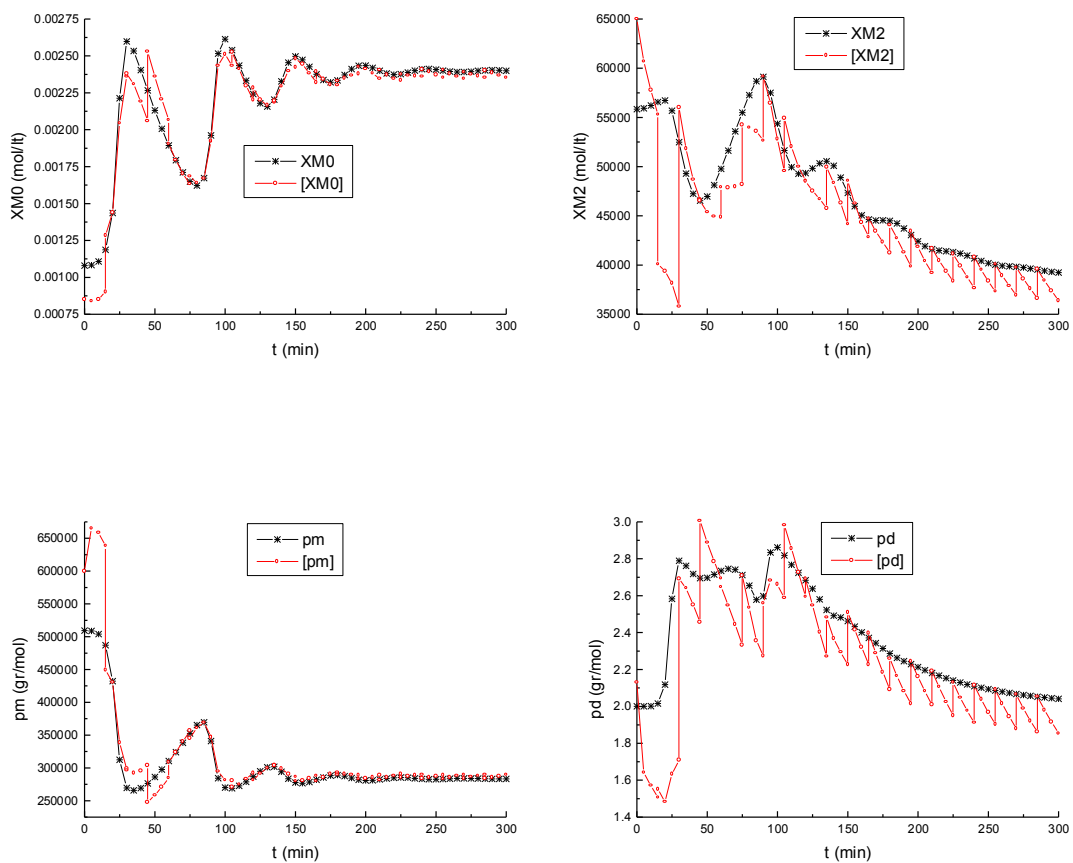 0.00275
0.00250
0.00225
0.00200
0.00175
0.00150
0.00125
0.00100
0.00075
XM0 (mol/lt)
XM0
[XM0]
0 50 100 150 200 250 300
t (min)
65000
60000
55000
50000
45000
40000
35000
XM2 (mol/lt)
XM2
[XM2]
0 50 100 150 200 250 300
t (min)
650000
600000
550000
500000
450000
400000
350000
300000
250000
pm (gr/mol)
pm
[pm]
0 50 100 150 200 250 300
t (min)
3.0
2.8
2.6
2.4
2.2
2.0
1.8
1.6
1.4
pd (gr/mol)
pd
[pd]
0 50 100 150 200 250 300
t (min)